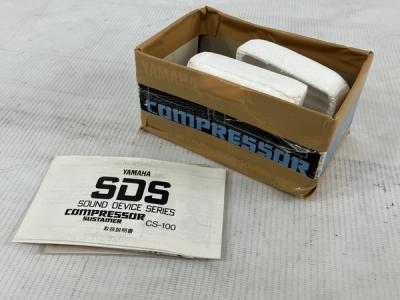 YAMAHA
COMPRESSOR
YAMAHA
SDS
SOUND DEVICE SERIES
COMPRESSOR
SUSTAINER
CS-100
取扱説明書